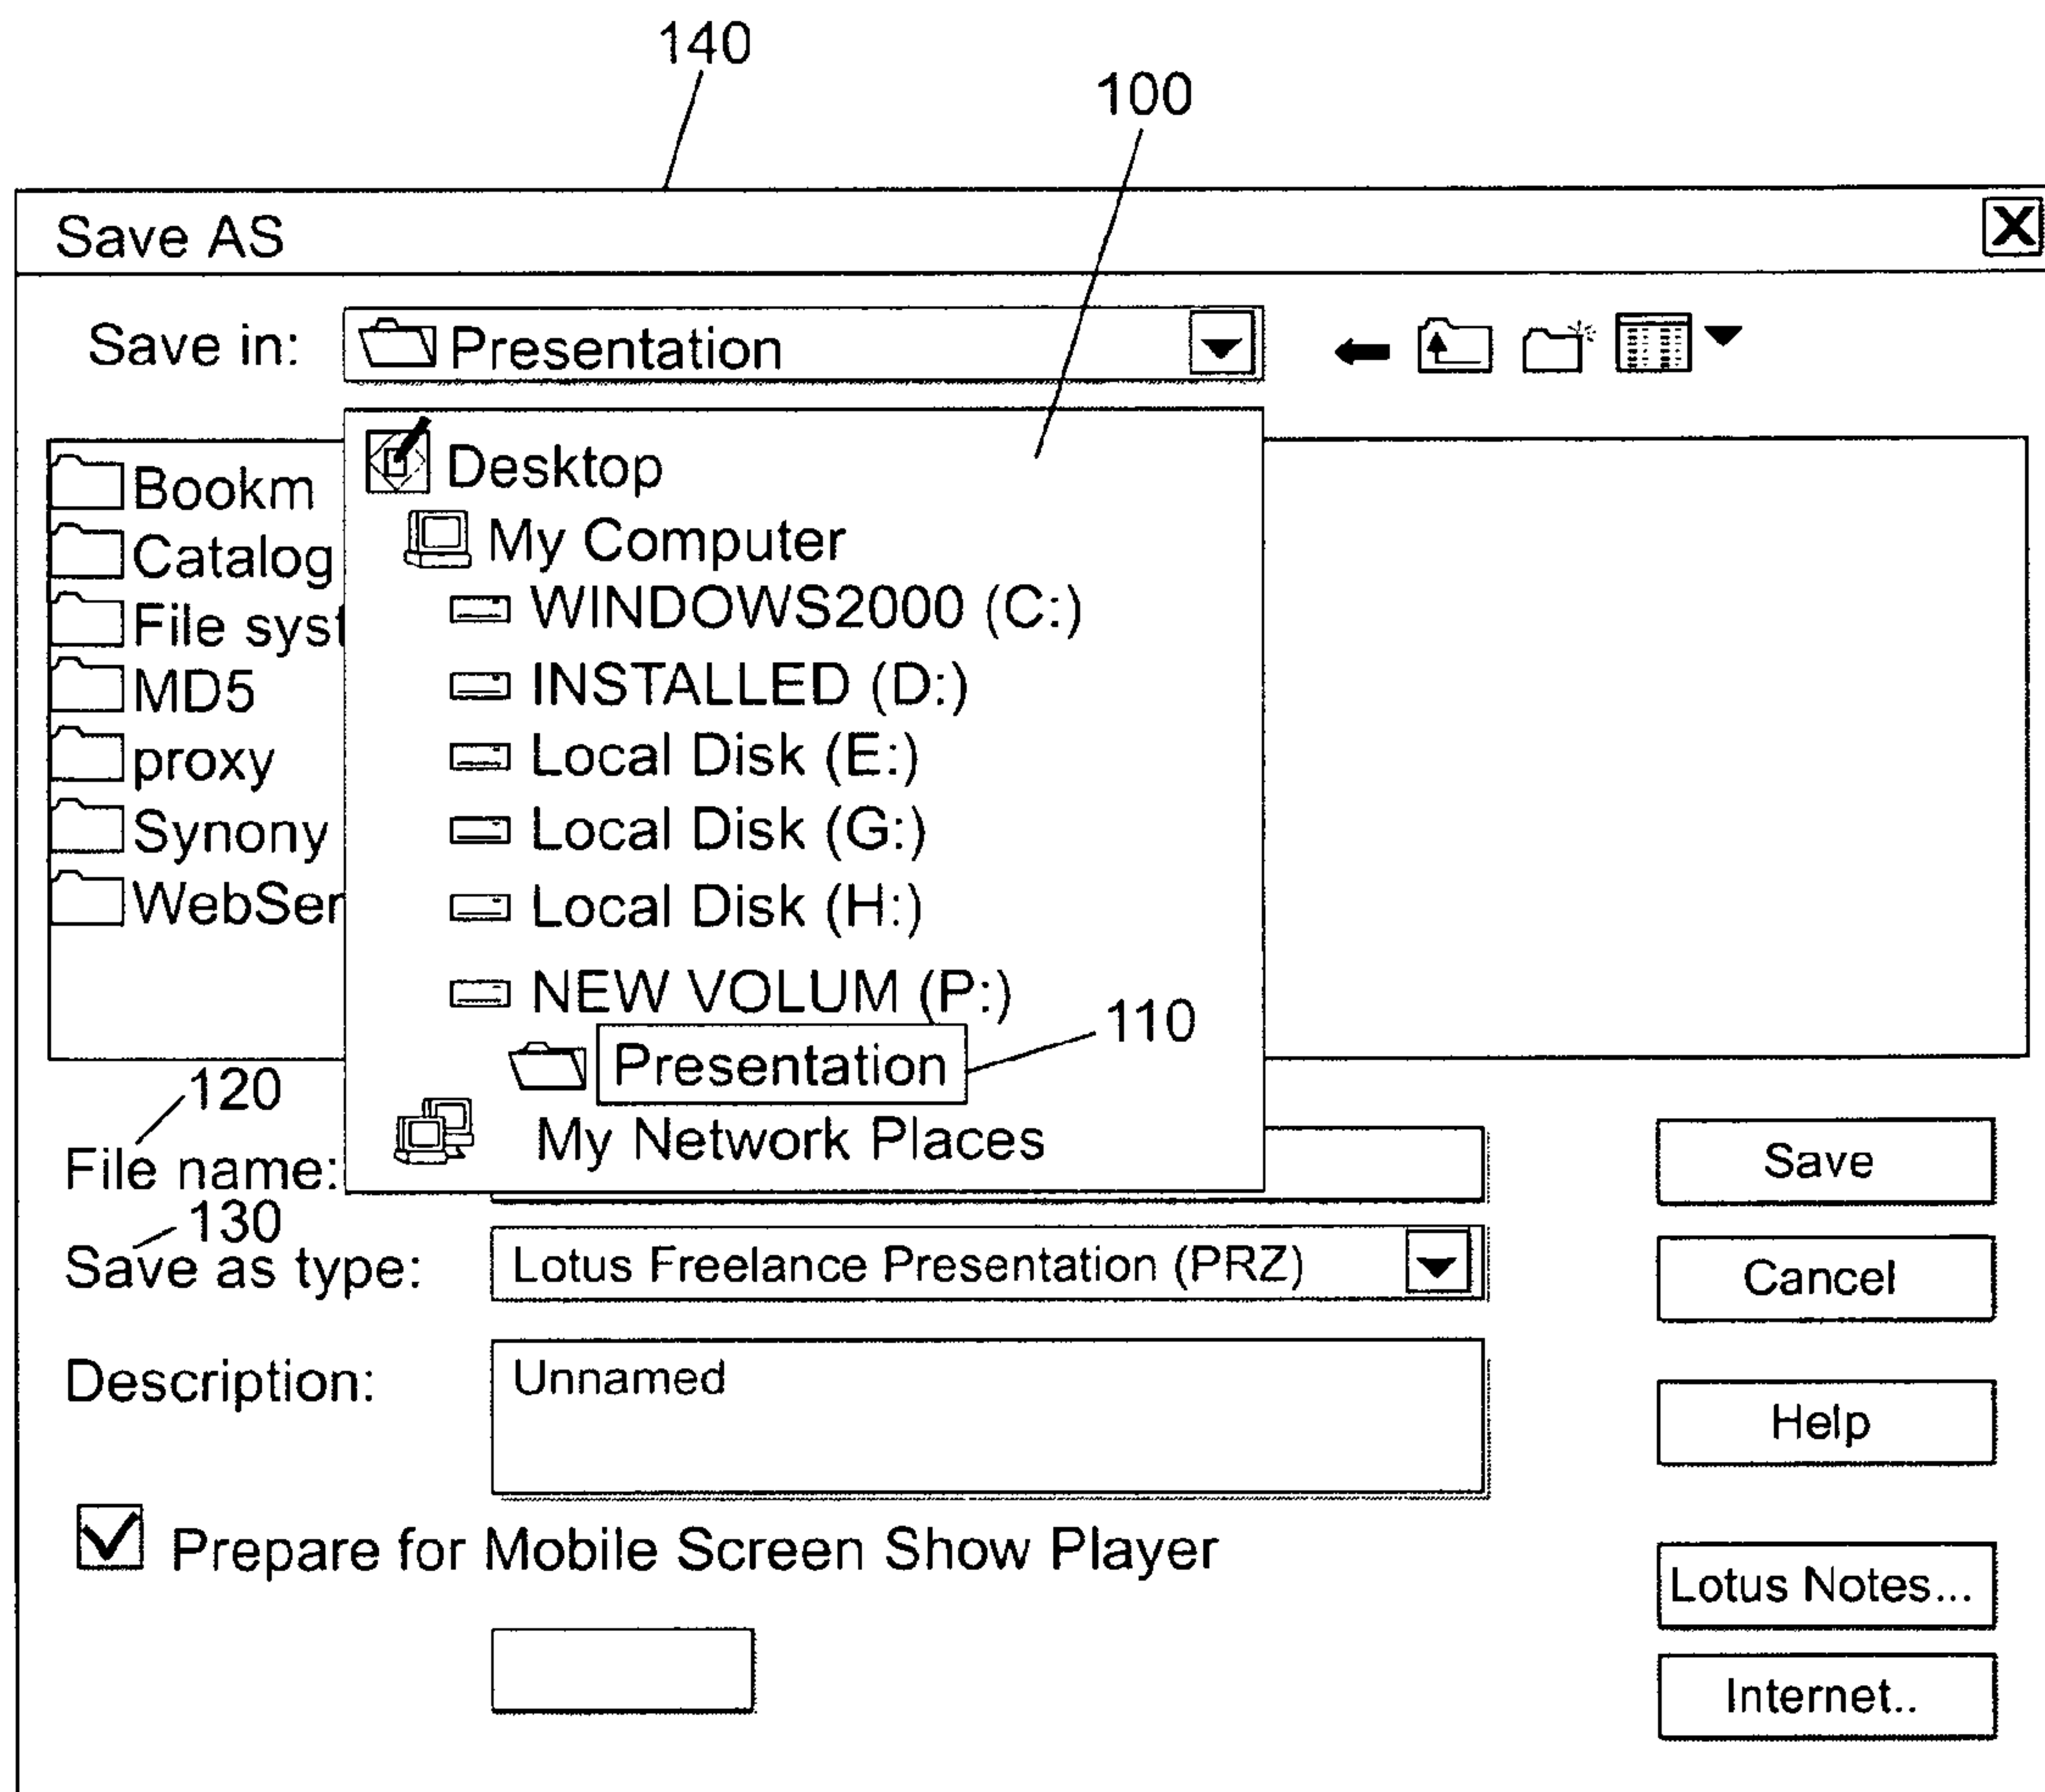 140
100
Save AS
Save in: Presentation
Desktop
My Computer
WINDOWS2000 (C:)
INSTALLED (D:)
Local Disk (E:)
Local Disk (G:)
Local Disk (H:)
NEW VOLUM (P:)
Presentation
110
My Network Places
Bookm
Catalog
File syst
MD5
proxy
Synony
WebSer
120
File name:
Save
130
Save as type: Lotus Freelance Presentation (PRZ)
Cancel
Description: Unnamed
Help
Prepare for Mobile Screen Show Player
Lotus Notes...
Internet..